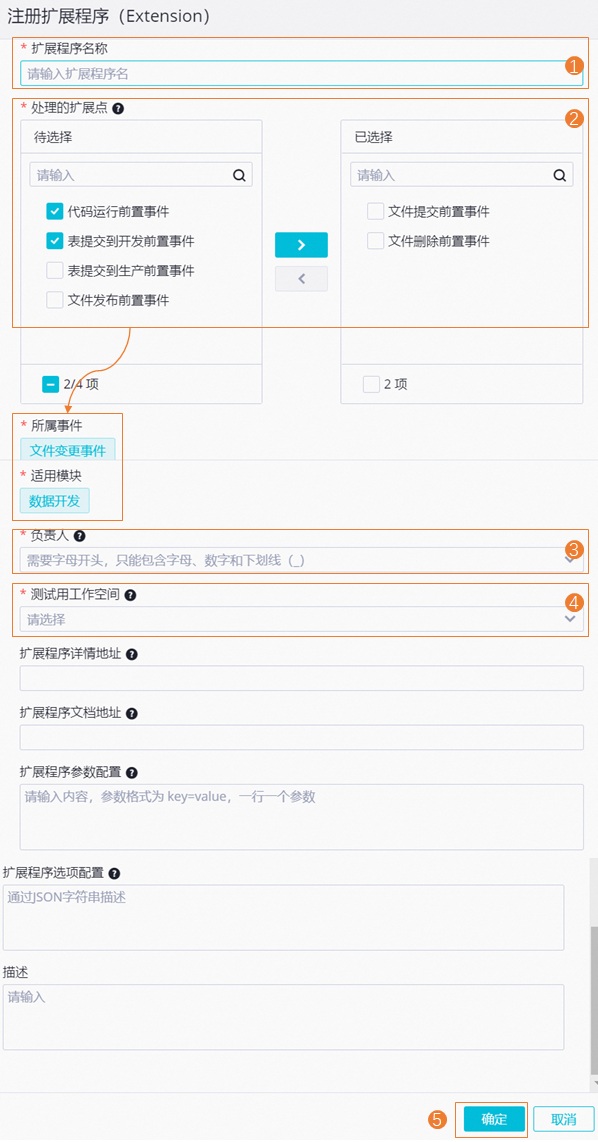 注册扩展程序（Extension）
* 扩展程序名称
请输入扩展程序名
1
* 处理的扩展点 ?
2
待选择
请输入
代码运行前置事件
表提交到开发前置事件
表提交到生产前置事件
文件发布前置事件
2/4 项
已选择
请输入
文件提交前置事件
文件删除前置事件
2 项
* 所属事件
文件变更事件
* 适用模块
数据开发
* 负责人 ?
需要字母开头，只能包含字母、数字和下划线（_）
3
* 测试用工作空间 ?
请选择
4
扩展程序详情地址 ?
扩展程序文档地址 ?
扩展程序参数配置 ?
请输入内容，参数格式为 key=value，一行一个参数
扩展程序选项配置 ?
通过JSON字符串描述
描述
请输入
5
确定
取消